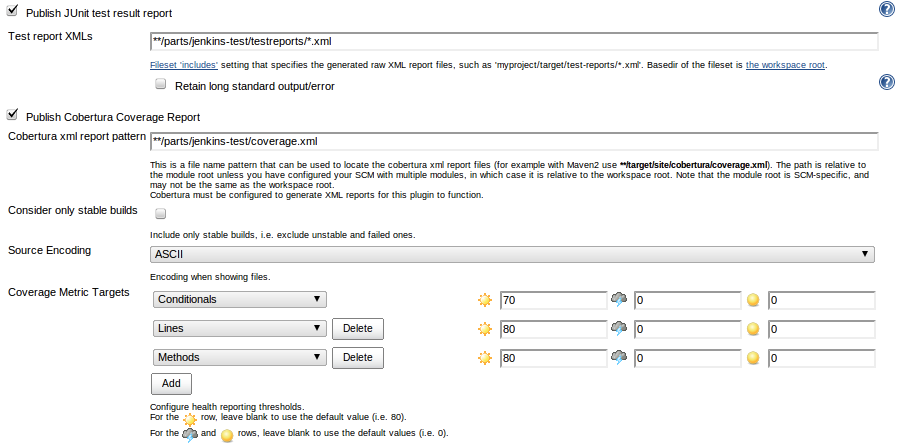 Publish JUnit test result report
Test report XMLs
**/parts/jenkins-test/testreports/*.xml
Fileset 'includes' setting that specifies the generated raw XML report files, such as 'myproject/target/test-reports/*.xml'. Basedir of the fileset is the workspace root.
Retain long standard output/error
Publish Cobertura Coverage Report
Cobertura xml report pattern **/parts/jenkins-test/coverage.xml
This is a file name pattern that can be used to locate the cobertura xml report files (for example with Maven2 use **/target/site/cobertura/coverage.xml). The path is relative to
the module root unless you have configured your SCM with multiple modules, in which case it is relative to the workspace root. Note that the module root is SCM-specific, and
may not be the same as the workspace root.
Cobertura must be configured to generate XML reports for this plugin to function.
Consider only stable builds
Include only stable builds, i.e. exclude unstable and failed ones.
Source Encoding ASCII
Encoding when showing files.
Coverage Metric Targets Conditionals 70 0 0
Lines Delete 80 0 0
Methods Delete 80 0 0
Add
Configure health reporting thresholds.
For the row, leave blank to use the default value (i.e. 80).
For the and rows, leave blank to use the default values (i.e. 0).